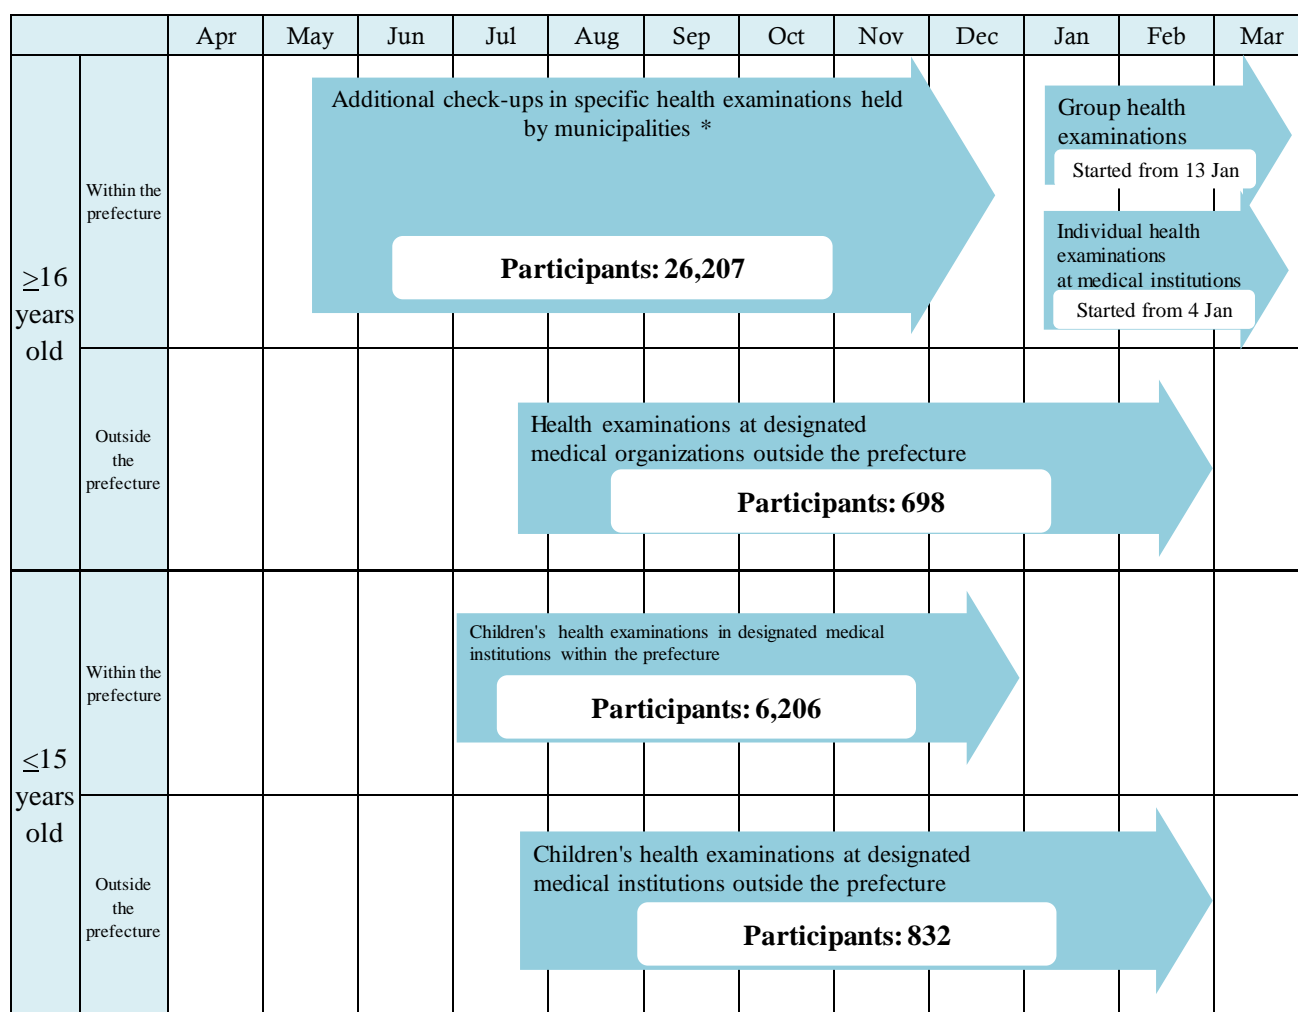 Apr May Jun Jul Aug Sep Oct Nov Dec Jan Feb Mar
≥16
years
old
Within the
prefecture
Additional check-ups in specific health examinations held
by municipalities *
Participants: 26,207
Group health
examinations
Started from 13 Jan
Individual health
examinations
at medical institutions
Started from 4 Jan
Outside
the
prefecture
Health examinations at designated
medical organizations outside the prefecture
Participants: 698
≤15
years
old
Within the
prefecture
Children's health examinations in designated medical
institutions within the prefecture
Participants: 6,206
Outside
the
prefecture
Children's health examinations at designated
medical institutions outside the prefecture
Participants: 832